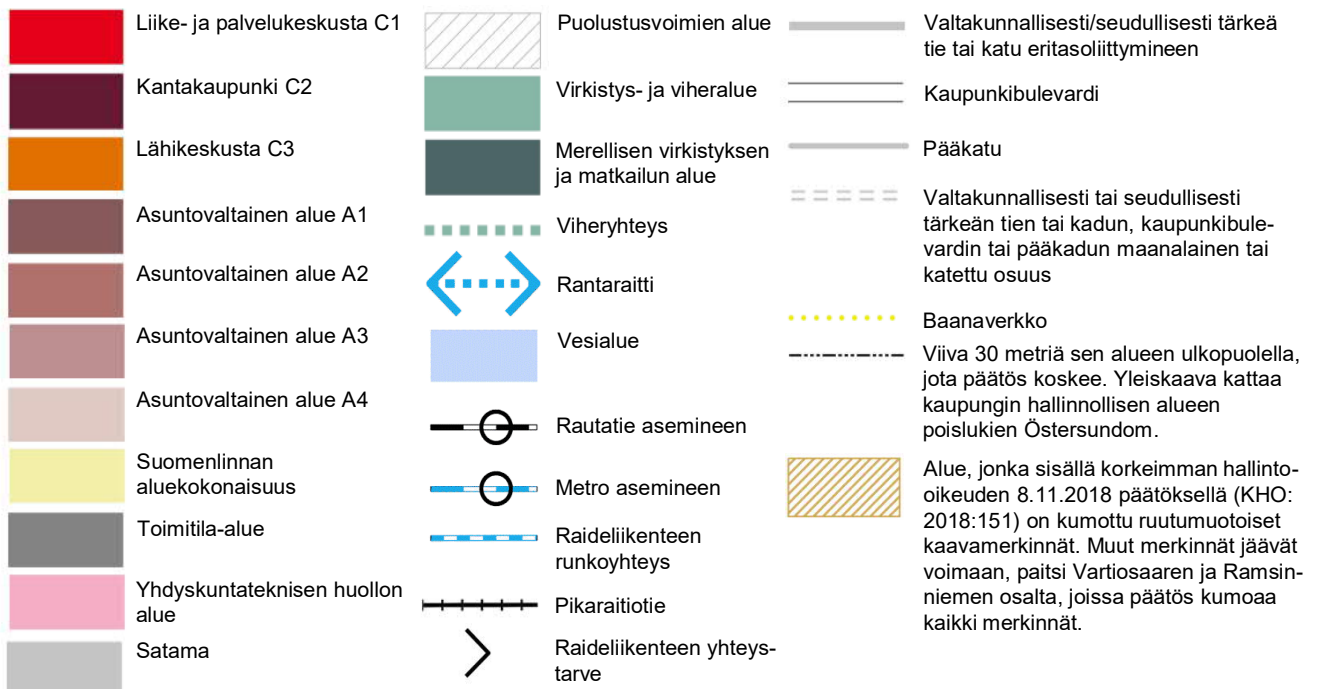 Liike- ja palvelukeskusta C1
Kantakaupunki C2
Lähikeskusta C3
Asuntovaltainen alue A1
Asuntovaltainen alue A2
Asuntovaltainen alue A3
Asuntovaltainen alue A4
Suomenlinnan
aluekokonaisuus
Toimitila-alue
Yhdyskuntateknisen huollon
alue
Satama
Puolustusvoimien alue
Virkistys- ja viheralue
Merellisen virkistyksen
ja matkailun alue
Viheryhteys
Rantaraitti
Vesialue
Rautatie asemineen
Metro asemineen
Raideliikenteen
runkoyhteys
Pikaraitiotie
Raideliikenteen yhteys-
tarve
Valtakunnallisesti/seudullisesti tärkeä
tie tai katu eritasoliittymineen
Kaupunkibulevardi
Pääkatu
Valtakunnallisesti tai seudullisesti
tärkeän tien tai kadun, kaupunkibule-
vardin tai pääkadun maanalainen tai
katettu osuus
Baanaverkko
Viiva 30 metriä sen alueen ulkopuolella,
jota päätös koskee. Yleiskaava kattaa
kaupungin hallinnollisen alueen
poislukien Östersundom.
Alue, jonka sisällä korkeimman hallinto-
oikeuden 8.11.2018 päätöksellä (KHO:
2018:151) on kumottu ruutumuotoiset
kaavamerkinnät. Muut merkinnät jäävät
voimaan, paitsi Vartiosaaren ja Ramsin-
niemen osalta, joissa päätös kumoaa
kaikki merkinnät.